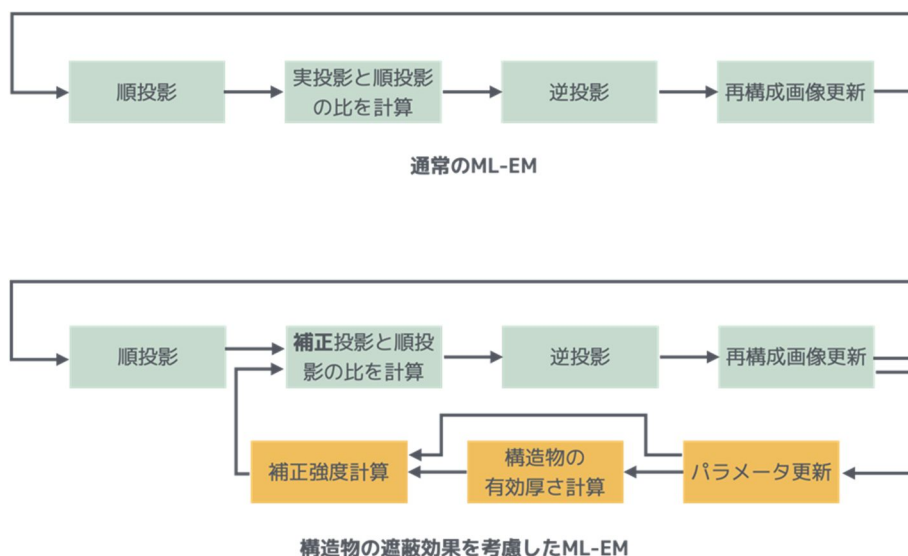 順投影
実投影と順投影
の比を計算
逆投影
再構成画像更新
通常のML-EM
順投影
補正投影と順投
影の比を計算
逆投影
再構成画像更新
補正強度計算
構造物の
有効厚さ計算
パラメータ更新
構造物の遮蔽効果を考慮したML-EM